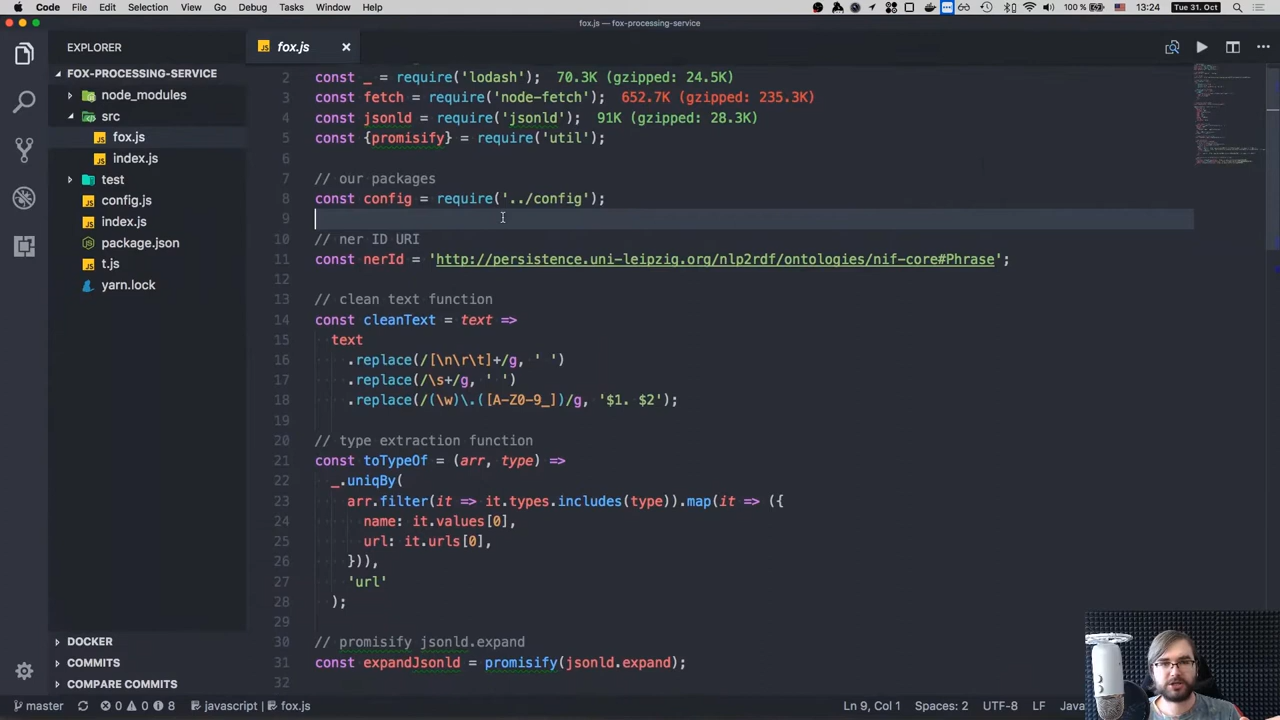 Code File Edit Selection View Go Debug Tasks Window Help 100 % 13:24 Tue 31. Oct
fox.js — fox-processing-service
EXPLORER
FOX-PROCESSING-SERVICE
node_modules
src
fox.js
index.js
test
config.js
index.js
package.json
t.js
yarn.lock
DOCKER
COMMITS
COMPARE COMMITS
fox.js
2 const _ = require('lodash'); 70.3K (gzipped: 24.5K)
3 const fetch = require('node-fetch'); 652.7K (gzipped: 235.3K)
4 const jsonld = require('jsonld'); 91K (gzipped: 28.3K)
5 const {promisify} = require('util');
6
7 // our packages
8 const config = require('../config');
9
10 // ner ID URI
11 const nerId = 'http://persistence.uni-leipzig.org/nlp2rdf/ontologies/nif-core#Phrase';
12
13 // clean text function
14 const cleanText = text =>
15 text
16 .replace(/[\n\r\t]+/g, ' ')
17 .replace(/\s+/g, ' ')
18 .replace(/(\w)\.([A-Z0-9_])/g, '$1. $2');
19
20 // type extraction function
21 const toTypeOf = (arr, type) =>
22 _.uniqBy(
23 arr.filter(it => it.types.includes(type)).map(it => ({
24 name: it.values[0],
25 url: it.urls[0],
26 })),
27 'url'
28 );
29
30 // promisify jsonld.expand
31 const expandJsonld = promisify(jsonld.expand);
32
master 0 0 8 javascript fox.js Ln 9, Col 1 Spaces: 2 UTF-8 LF